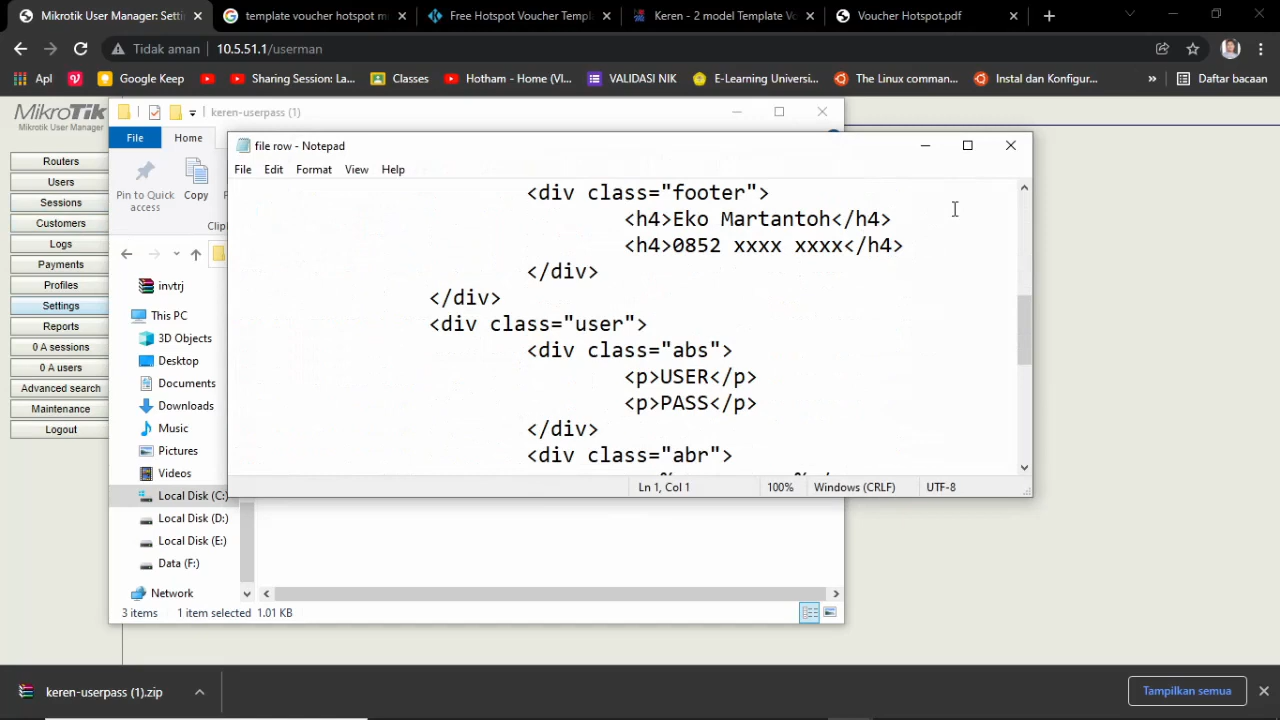 Mikrotik User Manager: Setti
template voucher hotspot m
Free Hotspot Voucher Templ
Keren - 2 model Template Vo
Voucher Hotspot.pdf
Tidak aman
10.5.51.1/userman
Apl
Google Keep
Sharing Session: La...
Classes
Hotham - Home (Vl...
VALIDASI NIK
E-Learning Universi...
The Linux comman...
Instal dan Konfigur...
»
Daftar bacaan
MikroTik
Mikrotik User Manager
Routers
Users
Sessions
Customers
Logs
Payments
Profiles
Settings
Reports
0 A sessions
0 A users
Advanced search
Maintenance
Logout
keren-userpass (1)
File
Home
Pin to Quick
access
Copy
Clip
invtrj
This PC
3D Objects
Desktop
Documents
Downloads
Music
Pictures
Videos
Local Disk (C:)
Local Disk (D:)
Local Disk (E:)
Data (F:)
Network
3 items
1 item selected 1.01 KB
file row - Notepad
File Edit Format View Help
<div class="footer">
<h4>Eko Martantoh</h4>
<h4>0852 xxxx xxxx</h4>
</div>
</div>
<div class="user">
<div class="abs">
<p>USER</p>
<p>PASS</p>
</div>
<div class="abr">
Ln 1, Col 1
100%
Windows (CRLF)
UTF-8
keren-userpass (1).zip
Tampilkan semua